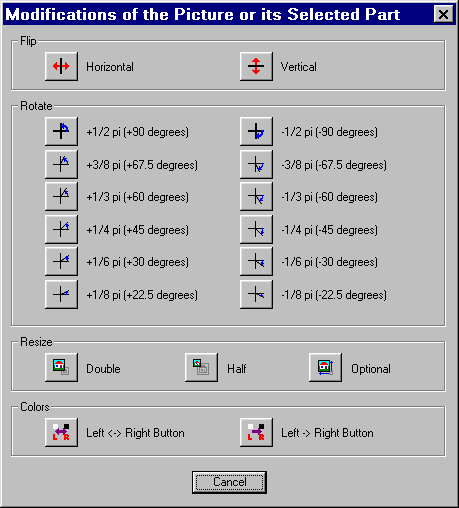 Modifications of the Picture or its Selected Part
Flip
Horizontal Vertical
Rotate
+1/2 pi (+90 degrees) -1/2 pi (-90 degrees)
+3/8 pi (+67.5 degrees) -3/8 pi (-67.5 degrees)
+1/3 pi (+60 degrees) -1/3 pi (-60 degrees)
+1/4 pi (+45 degrees) -1/4 pi (-45 degrees)
+1/6 pi (+30 degrees) -1/6 pi (-30 degrees)
+1/8 pi (+22.5 degrees) -1/8 pi (-22.5 degrees)
Resize
Double Half Optional
Colors
L R Left <-> Right Button L R Left -> Right Button
Cancel